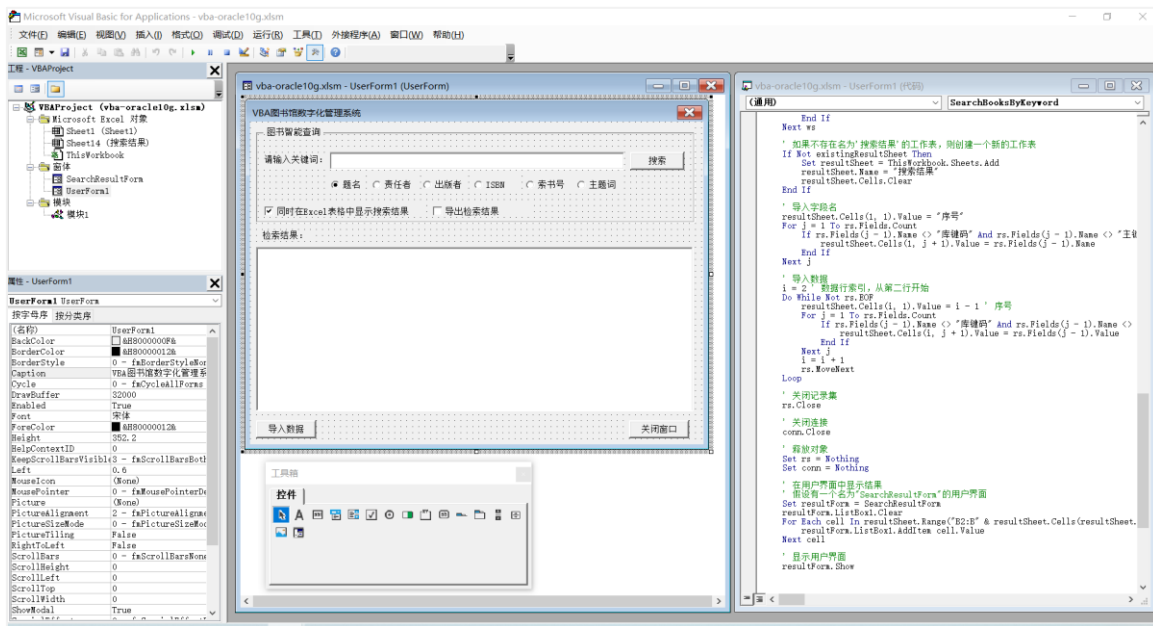 Microsoft Visual Basic for Applications - vba-oracle10g.xlsm
文件(F) 编辑(E) 视图(V) 插入(I) 格式(O) 调试(D) 运行(R) 工具(T) 外接程序(A) 窗口(W) 帮助(H)
工程 - VBAProject
VBAProject (vba-oracle10g.xlsm)
Microsoft Excel 对象
Sheet1 (Sheet1)
Sheet14 (搜索结果)
ThisWorkbook
窗体
SearchResultForm
UserForm1
模块
模块1
属性 - UserForm1
UserForm1 UserForm
按字母序 按分类序
(名称) UserForm1
BackColor &H8000000F&
BorderColor &H80000012&
BorderStyle 0 - fmBorderStyleNon
Caption VBA图书馆数字化管理系
Cycle 0 - fmCycleAllForms
DrawBuffer 32000
Enabled True
Font 宋体
ForeColor &H80000012&
Height 352.2
HelpContextID 0
KeepScrollBarsVisible 3 - fmScrollBarsBoth
Left 0.6
MouseIcon (None)
MousePointer 0 - fmMousePointerDe
Picture (None)
PictureAlignment 2 - fmPictureAlignme
PictureSizeMode 0 - fmPictureSizeMod
PictureTiling False
RightToLeft False
ScrollBars 0 - fmScrollBarsNone
ScrollHeight 0
ScrollLeft 0
ScrollTop 0
ScrollWidth 0
ShowModal True
vba-oracle10g.xlsm - UserForm1 (UserForm)
VBA图书馆数字化管理系统
图书智能查询
请输入关键词: 搜索
题名 责任者 出版者 ISBN 索书号 主题词
同时在Excel表格中显示搜索结果 导出检索结果
检索结果:
导入数据 关闭窗口
工具箱
控件
vba-oracle10g.xlsm - UserForm1 (代码)
(通用) SearchBooksByKeyword
End If
Next ws
' 如果不存在名为'搜索结果'的工作表，则创建一个新的工作表
If Not existingResultSheet Then
Set resultSheet = ThisWorkbook.Sheets.Add
resultSheet.Name = "搜索结果"
resultSheet.Cells.Clear
End If
' 导入字段名
resultSheet.Cells(1, 1).Value = "序号"
For j = 1 To rs.Fields.Count
If rs.Fields(j - 1).Name <> "库键码" And rs.Fields(j - 1).Name <> "主键
resultSheet.Cells(1, j + 1).Value = rs.Fields(j - 1).Name
End If
Next j
' 导入数据
i = 2 ' 数据行索引，从第二行开始
Do While Not rs.EOF
resultSheet.Cells(i, 1).Value = i - 1 ' 序号
For j = 1 To rs.Fields.Count
If rs.Fields(j - 1).Name <> "库键码" And rs.Fields(j - 1).Name <>
resultSheet.Cells(i, j + 1).Value = rs.Fields(j - 1).Value
End If
Next j
i = i + 1
rs.MoveNext
Loop
' 关闭记录集
rs.Close
' 关闭连接
conn.Close
' 释放对象
Set rs = Nothing
Set conn = Nothing
' 在用户界面中显示结果
' 假设有一个名为"SearchResultForm"的用户界面
Set resultForm = SearchResultForm
resultForm.ListBox1.Clear
For Each cell In resultSheet.Range("B2:B" & resultSheet.Cells(resultSheet.
resultForm.ListBox1.AddItem cell.Value
Next cell
' 显示用户界面
resultForm.Show